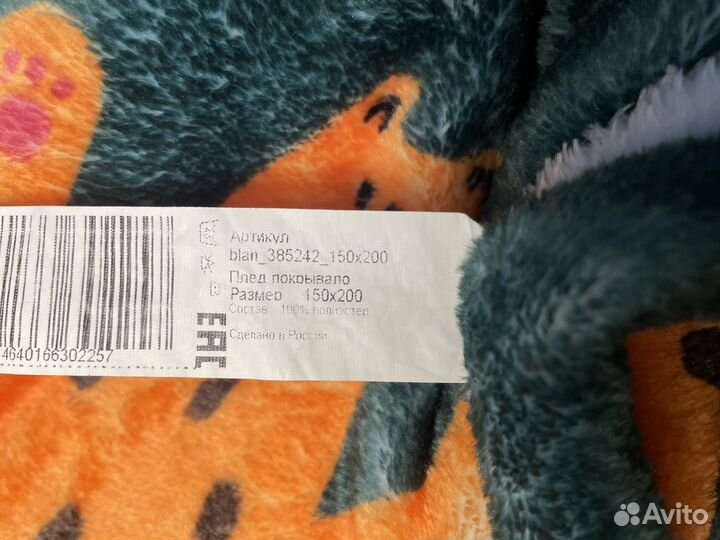 Артикул
blan_385242_150x200
Плед покрывало
Размер 150x200
Состав 100% полиэстер
Сделано в России
EAC
4640166302257
Avito